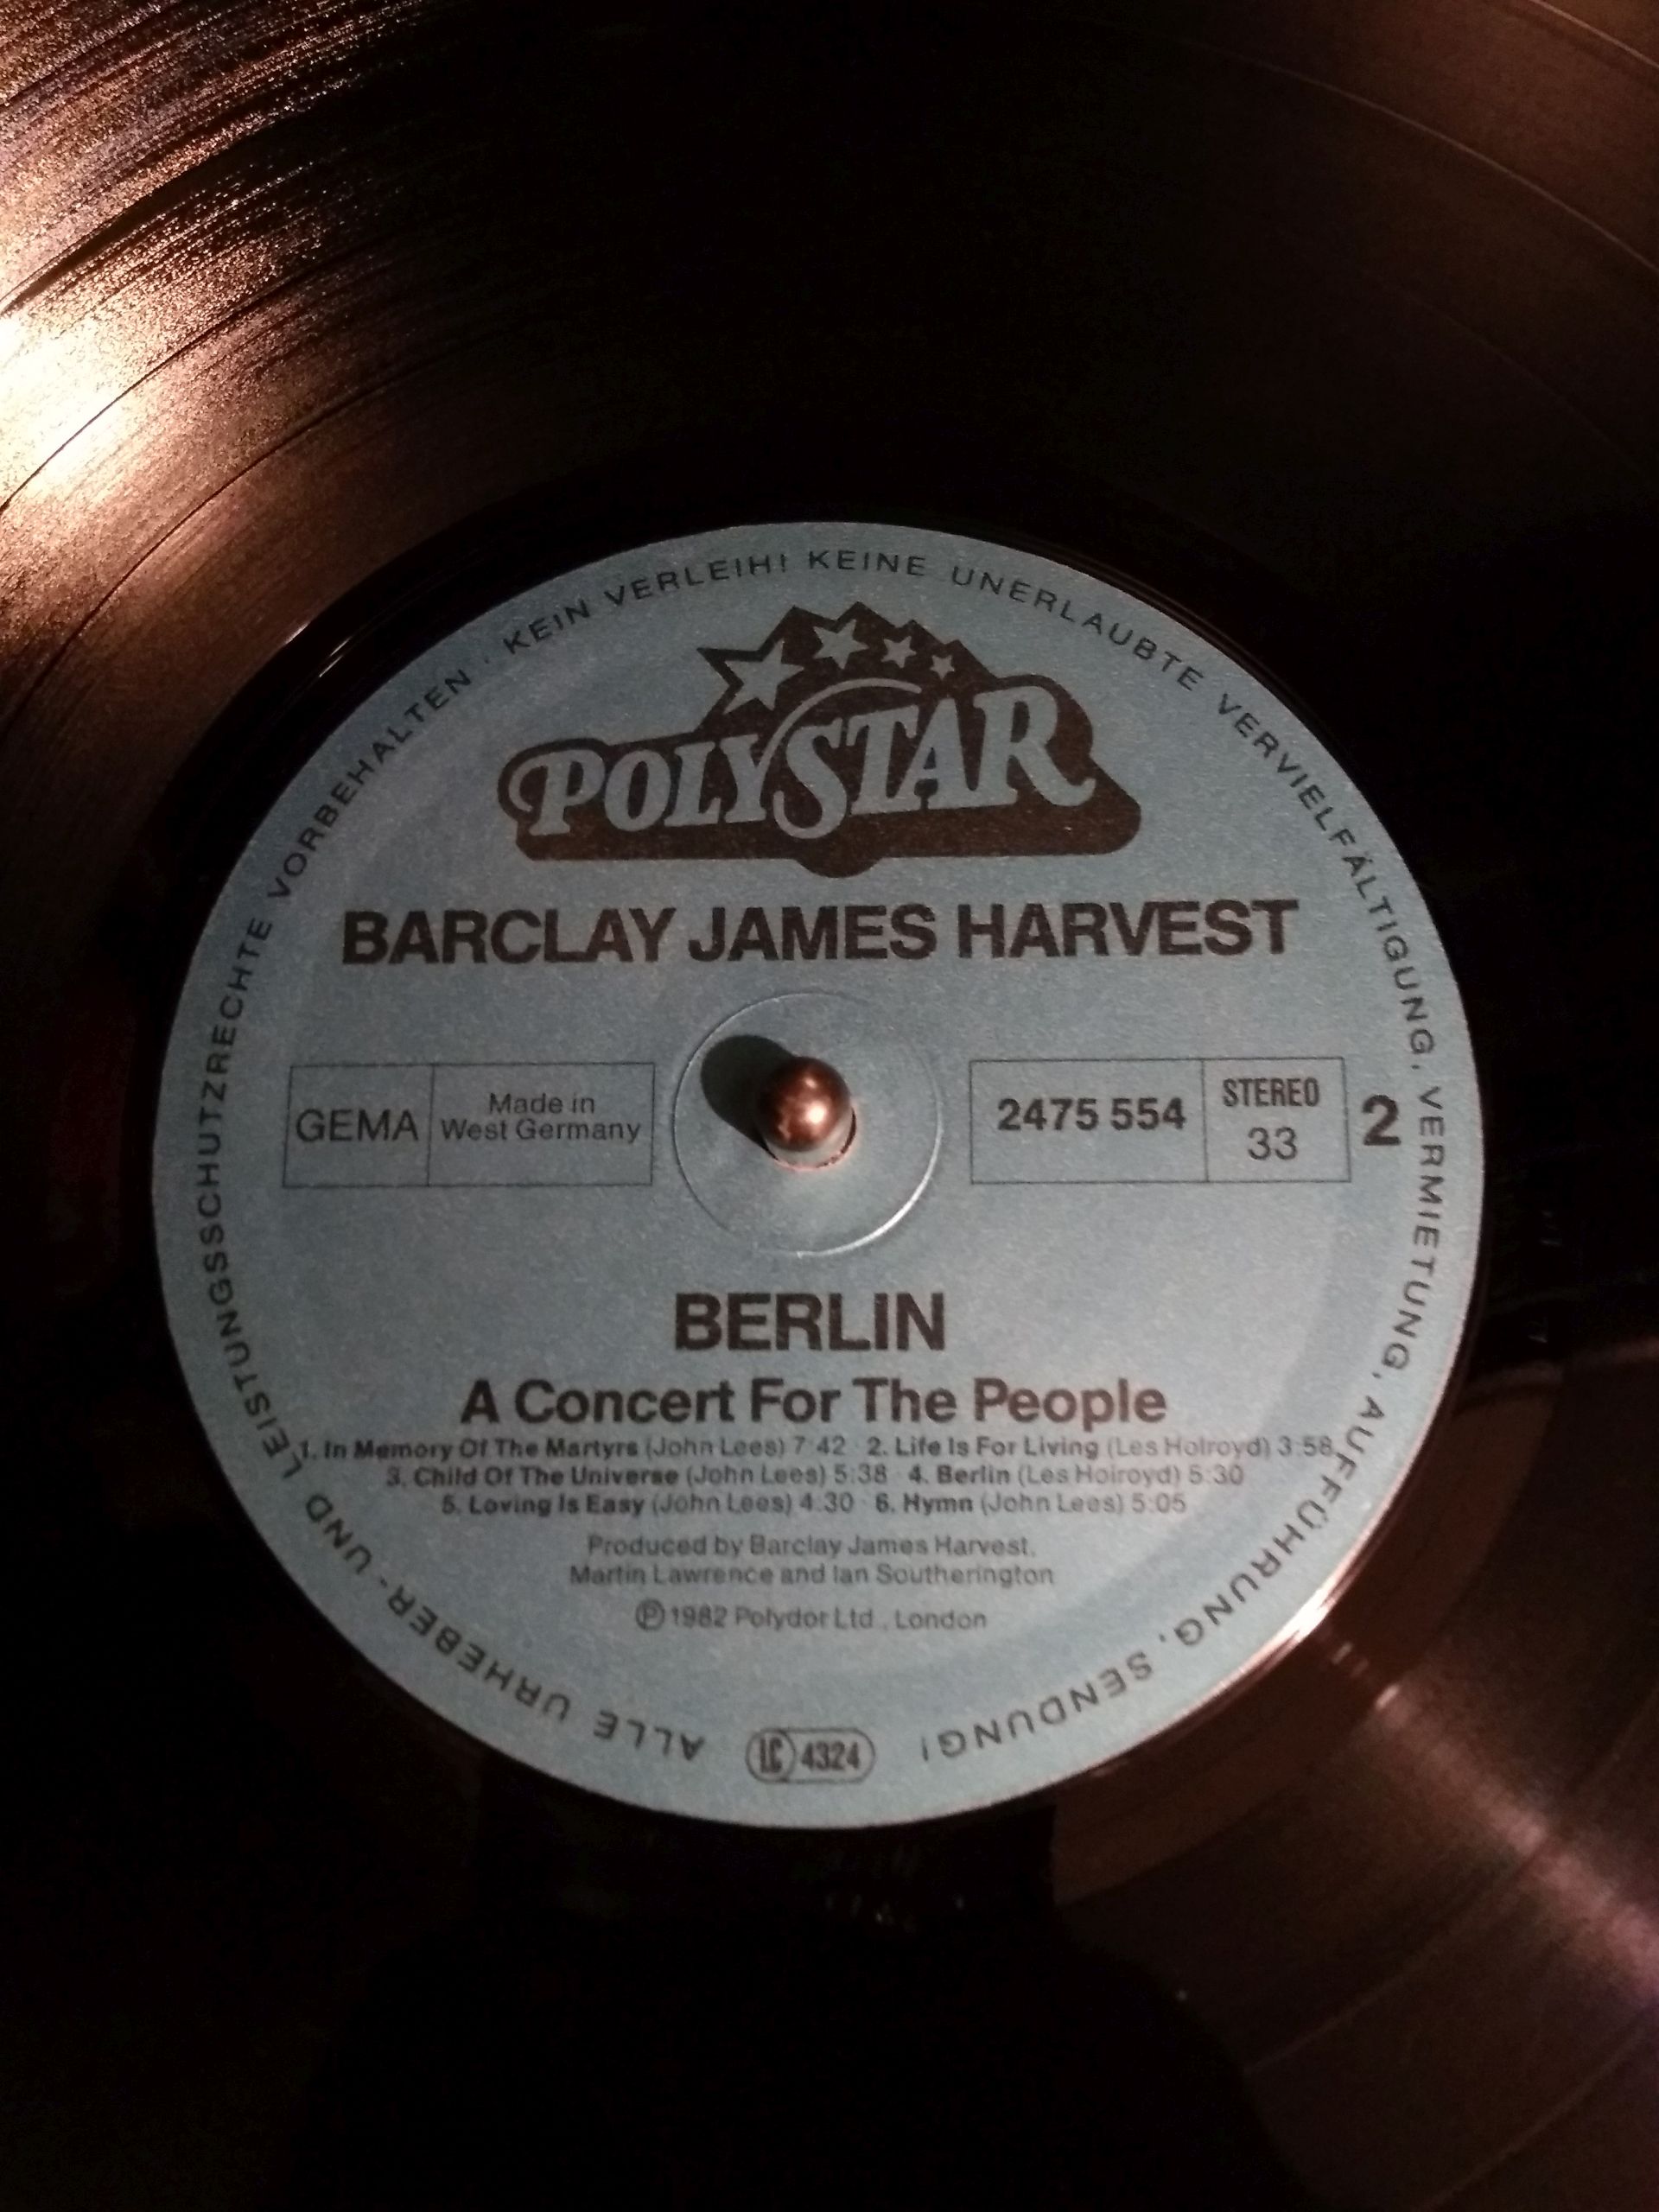 ALLE URHEBER- UND LEISTUNGSSCHUTZRECHTE VORBEHALTEN · KEIN VERLEIH! KEINE UNERLAUBTE VERVIELFÄLTIGUNG, VERMIETUNG, AUFFÜHRUNG, SENDUNG!
POLYSTAR
BARCLAY JAMES HARVEST
GEMA
Made in
West Germany
2475 554
STEREO
33
2
BERLIN
A Concert For The People
1. In Memory Of The Martyrs (John Lees) 7:42 · 2. Life Is For Living (Les Holroyd) 3:58
3. Child Of The Universe (John Lees) 5:38 · 4. Berlin (Les Holroyd) 5:30
5. Loving Is Easy (John Lees) 4:30 · 6. Hymn (John Lees) 5:05
Produced by Barclay James Harvest,
Martin Lawrence and Ian Southerington
Ⓟ 1982 Polydor Ltd., London
LC 4324